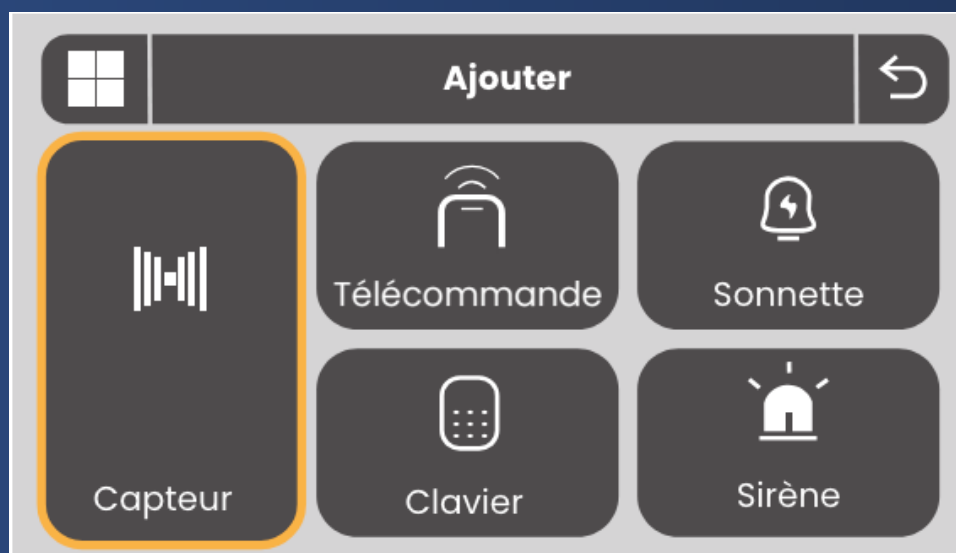 Ajouter
Télécommande
Sonnette
Capteur
Clavier
Sirène